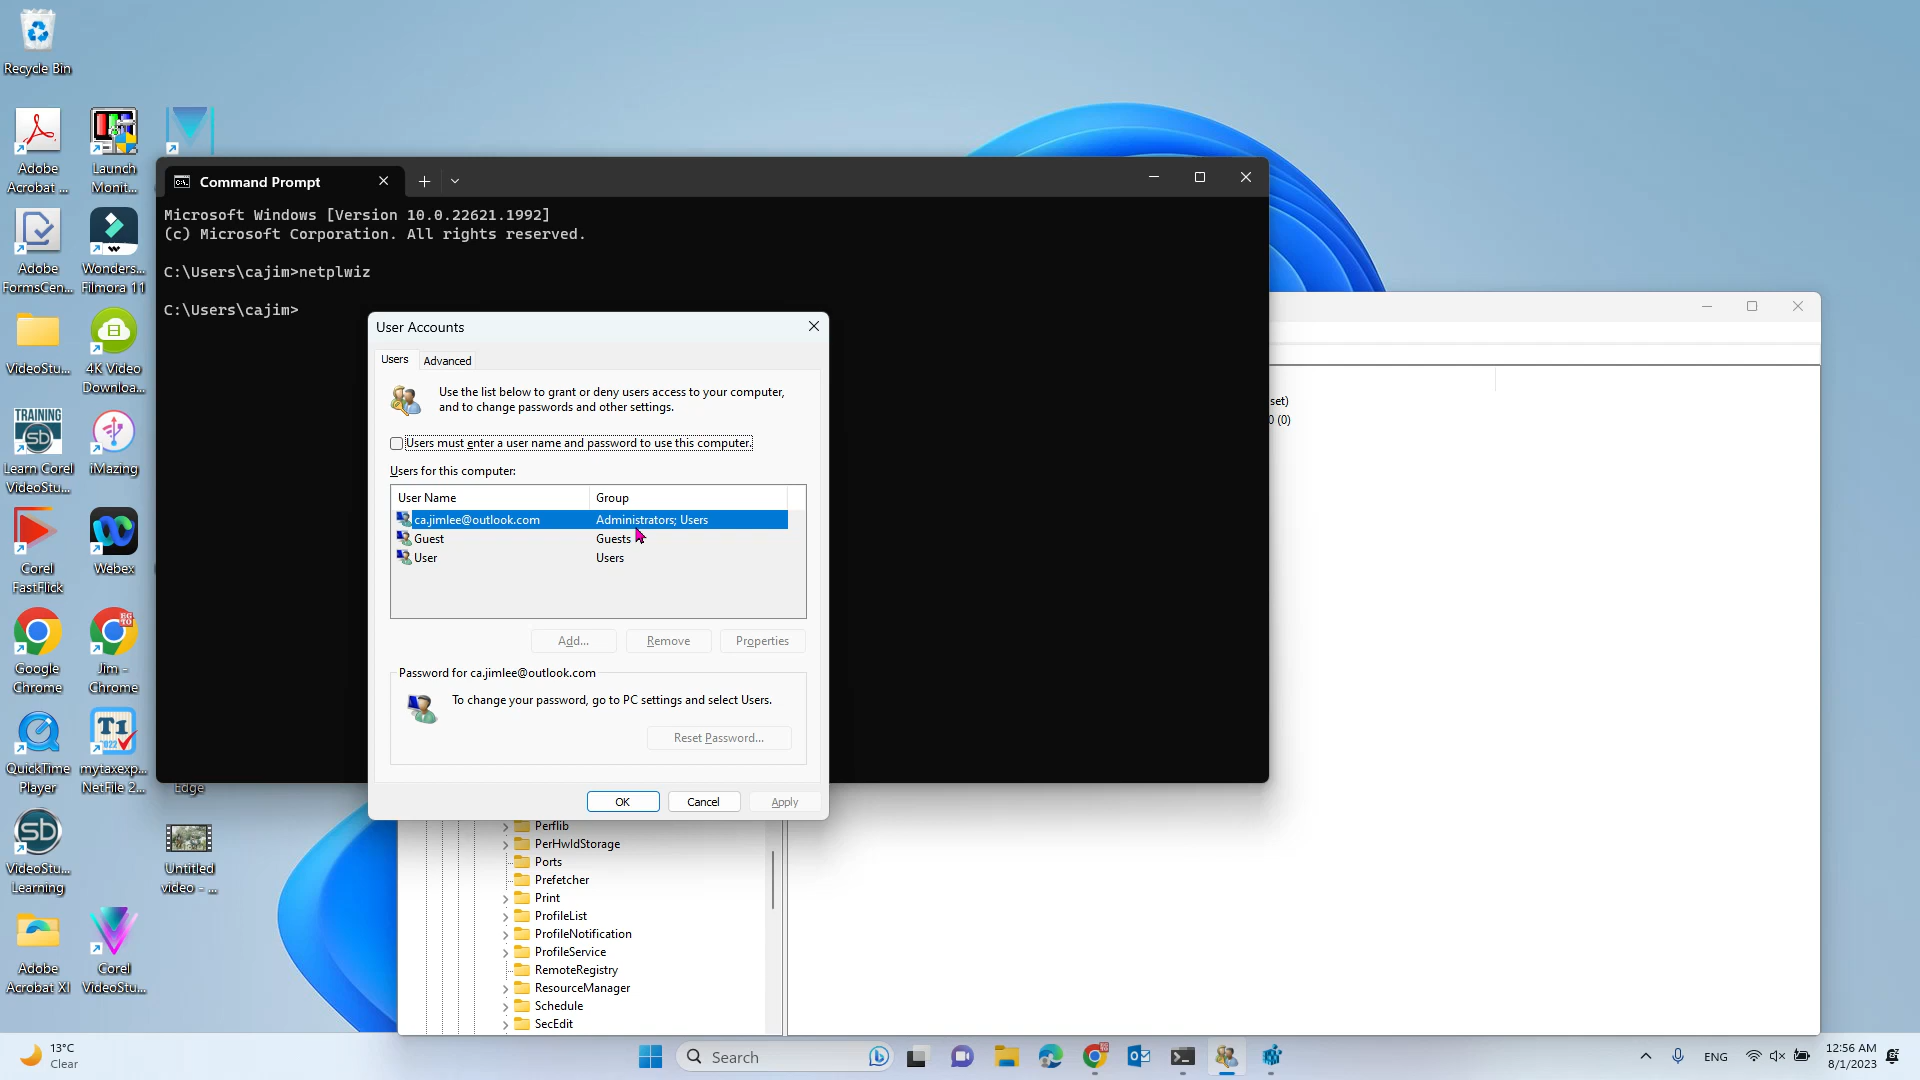 Recycle Bin
Adobe
Acrobat ...
Launch
Monit...
Adobe
FormsCen...
Wonders...
Filmora 11
VideoStu...
4K Video
Downloa...
TRAINING
sb
Learn Corel
VideoStu...
iMazing
Corel
FastFlick
Webex
Google
Chrome
Jim -
Chrome
QuickTime
Player
T1
2022
mytaxexp...
NetFile 2...
Edge
sb
VideoStu...
Learning
Untitled
video - ...
Adobe
Acrobat XI
Corel
VideoStu...
Command Prompt
Microsoft Windows [Version 10.0.22621.1992]
(c) Microsoft Corporation. All rights reserved.
C:\Users\cajim>netplwiz
C:\Users\cajim>
User Accounts
Users
Advanced
Use the list below to grant or deny users access to your computer,
and to change passwords and other settings.
Users must enter a user name and password to use this computer.
Users for this computer:
User Name Group
ca.jimlee@outlook.com Administrators; Users
Guest Guests
User Users
Add... Remove Properties
Password for ca.jimlee@outlook.com
To change your password, go to PC settings and select Users.
Reset Password...
OK Cancel Apply
set)
0 (0)
Perflib
PerHwIdStorage
Ports
Prefetcher
Print
ProfileList
ProfileNotification
ProfileService
RemoteRegistry
ResourceManager
Schedule
SecEdit
13°C
Clear
Search
ENG
12:56 AM
8/1/2023